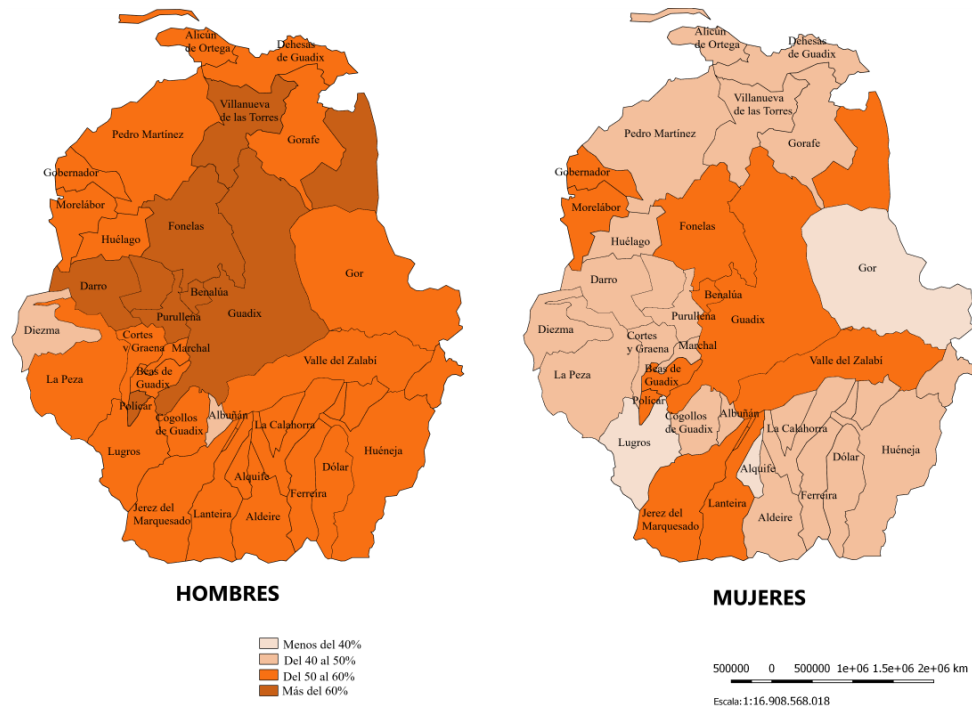 Alicún
de Ortega
Dehesas
de Guadix
Villanueva
de las Torres
Pedro Martínez
Gorafe
Gobernador
Morelábor
Huélago
Fonelas
Gor
Darro
Benalúa
Guadix
Purullena
Diezma
Cortes
y Graena
Marchal
Valle del Zalabí
La Peza
Beas de
Guadix
Polícar
Cogollos
de Guadix
Albuñán
La Calahorra
Lugros
Huéneja
Dólar
Alquife
Ferreira
Jerez del
Marquesado
Lanteira
Aldeire
HOMBRES
Alicún
de Ortega
Dehesas
de Guadix
Villanueva
de las Torres
Pedro Martínez
Gorafe
Gobernador
Morelábor
Huélago
Fonelas
Gor
Darro
Benalúa
Guadix
Purullena
Diezma
Cortes
y Graena
Marchal
Valle del Zalabí
La Peza
Beas de
Guadix
Polícar
Cogollos
de Guadix
Albuñán
La Calahorra
Lugros
Huéneja
Dólar
Alquife
Ferreira
Jerez del
Marquesado
Lanteira
Aldeire
MUJERES
Menos del 40%
Del 40 al 50%
Del 50 al 60%
Más del 60%
500000 0 500000 1e+06 1.5e+06 2e+06 km
Escala: 1:16.908.568.018